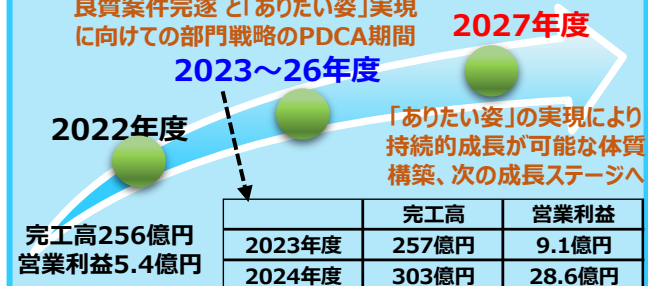 良質案件完遂 と「ありたい姿」実現
に向けての部門戦略のPDCA期間
2027年度
2023～26年度
2022年度
「ありたい姿」の実現により
持続的成長が可能な体質
構築、次の成長ステージへ
完工高256億円
営業利益5.4億円
完工高 営業利益
2023年度 257億円 9.1億円
2024年度 303億円 28.6億円